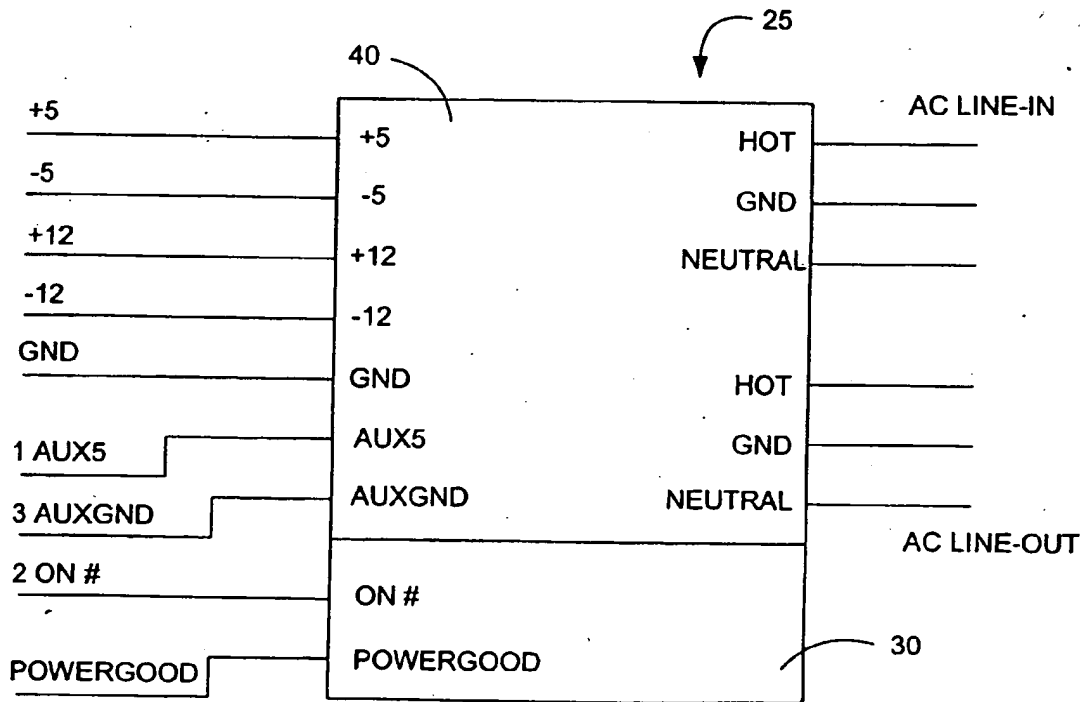 25
40
AC LINE-IN
+5
+5
HOT
-5
-5
GND
+12
+12
NEUTRAL
-12
-12
GND
GND
HOT
1 AUX5
AUX5
GND
3 AUXGND
AUXGND
NEUTRAL
AC LINE-OUT
2 ON #
ON #
POWERGOOD
POWERGOOD
30